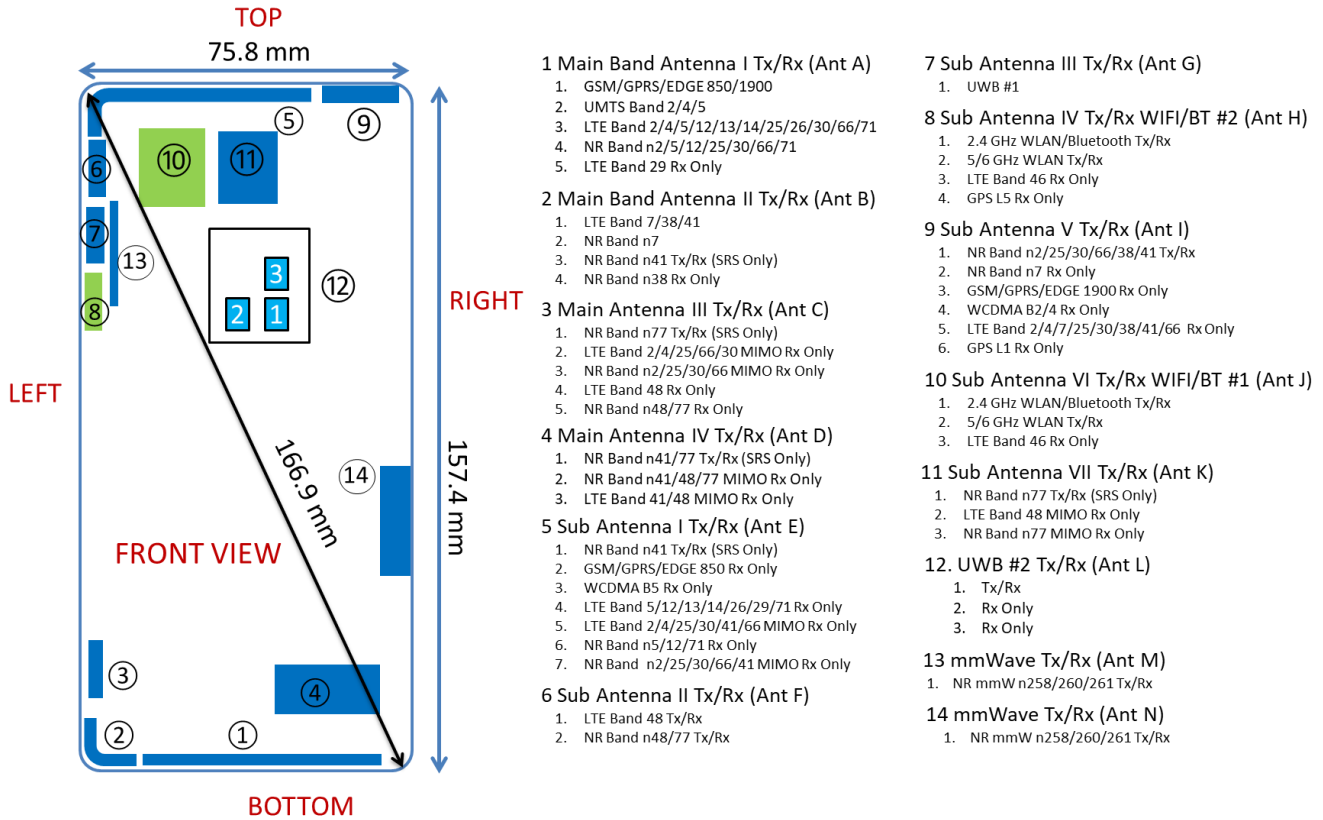 TOP
75.8 mm
5
9
10
11
6
7
13
8
12
3
2
1
RIGHT
LEFT
14
157.4 mm
166.9 mm
FRONT VIEW
3
4
2
1
BOTTOM
1 Main Band Antenna I Tx/Rx (Ant A)
1. GSM/GPRS/EDGE 850/1900
2. UMTS Band 2/4/5
3. LTE Band 2/4/5/12/13/14/25/26/30/66/71
4. NR Band n2/5/12/25/30/66/71
5. LTE Band 29 Rx Only
2 Main Band Antenna II Tx/Rx (Ant B)
1. LTE Band 7/38/41
2. NR Band n7
3. NR Band n41 Tx/Rx (SRS Only)
4. NR Band n38 Rx Only
3 Main Antenna III Tx/Rx (Ant C)
1. NR Band n77 Tx/Rx (SRS Only)
2. LTE Band 2/4/25/66/30 MIMO Rx Only
3. NR Band n2/25/30/66 MIMO Rx Only
4. LTE Band 48 Rx Only
5. NR Band n48/77 Rx Only
4 Main Antenna IV Tx/Rx (Ant D)
1. NR Band n41/77 Tx/Rx (SRS Only)
2. NR Band n41/48/77 MIMO Rx Only
3. LTE Band 41/48 MIMO Rx Only
5 Sub Antenna I Tx/Rx (Ant E)
1. NR Band n41 Tx/Rx (SRS Only)
2. GSM/GPRS/EDGE 850 Rx Only
3. WCDMA B5 Rx Only
4. LTE Band 5/12/13/14/26/29/71 Rx Only
5. LTE Band 2/4/25/30/41/66 MIMO Rx Only
6. NR Band n5/12/71 Rx Only
7. NR Band n2/25/30/66/41 MIMO Rx Only
6 Sub Antenna II Tx/Rx (Ant F)
1. LTE Band 48 Tx/Rx
2. NR Band n48/77 Tx/Rx
7 Sub Antenna III Tx/Rx (Ant G)
1. UWB #1
8 Sub Antenna IV Tx/Rx WIFI/BT #2 (Ant H)
1. 2.4 GHz WLAN/Bluetooth Tx/Rx
2. 5/6 GHz WLAN Tx/Rx
3. LTE Band 46 Rx Only
4. GPS L5 Rx Only
9 Sub Antenna V Tx/Rx (Ant I)
1. NR Band n2/25/30/66/38/41 Tx/Rx
2. NR Band n7 Rx Only
3. GSM/GPRS/EDGE 1900 Rx Only
4. WCDMA B2/4 Rx Only
5. LTE Band 2/4/7/25/30/38/41/66 Rx Only
6. GPS L1 Rx Only
10 Sub Antenna VI Tx/Rx WIFI/BT #1 (Ant J)
1. 2.4 GHz WLAN/Bluetooth Tx/Rx
2. 5/6 GHz WLAN Tx/Rx
3. LTE Band 46 Rx Only
11 Sub Antenna VII Tx/Rx (Ant K)
1. NR Band n77 Tx/Rx (SRS Only)
2. LTE Band 48 MIMO Rx Only
3. NR Band n77 MIMO Rx Only
12. UWB #2 Tx/Rx (Ant L)
1. Tx/Rx
2. Rx Only
3. Rx Only
13 mmWave Tx/Rx (Ant M)
1. NR mmW n258/260/261 Tx/Rx
14 mmWave Tx/Rx (Ant N)
1. NR mmW n258/260/261 Tx/Rx